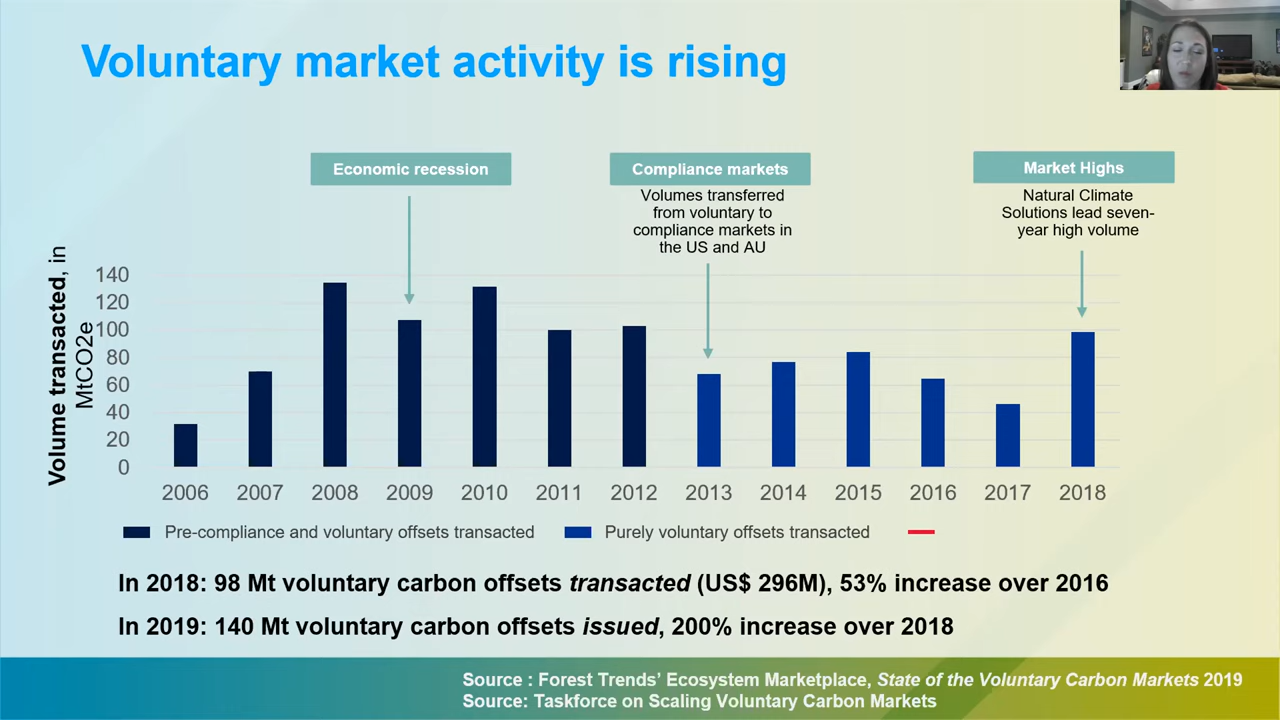 Voluntary market activity is rising
Economic recession
Compliance markets
Volumes transferred
from voluntary to
compliance markets in
the US and AU
Market Highs
Natural Climate
Solutions lead seven-
year high volume
Volume transacted, in
MtCO2e
140
120
100
80
60
40
20
0
2006 2007 2008 2009 2010 2011 2012 2013 2014 2015 2016 2017 2018
Pre-compliance and voluntary offsets transacted Purely voluntary offsets transacted
In 2018: 98 Mt voluntary carbon offsets transacted (US$ 296M), 53% increase over 2016
In 2019: 140 Mt voluntary carbon offsets issued, 200% increase over 2018
Source : Forest Trends’ Ecosystem Marketplace, State of the Voluntary Carbon Markets 2019
Source: Taskforce on Scaling Voluntary Carbon Markets